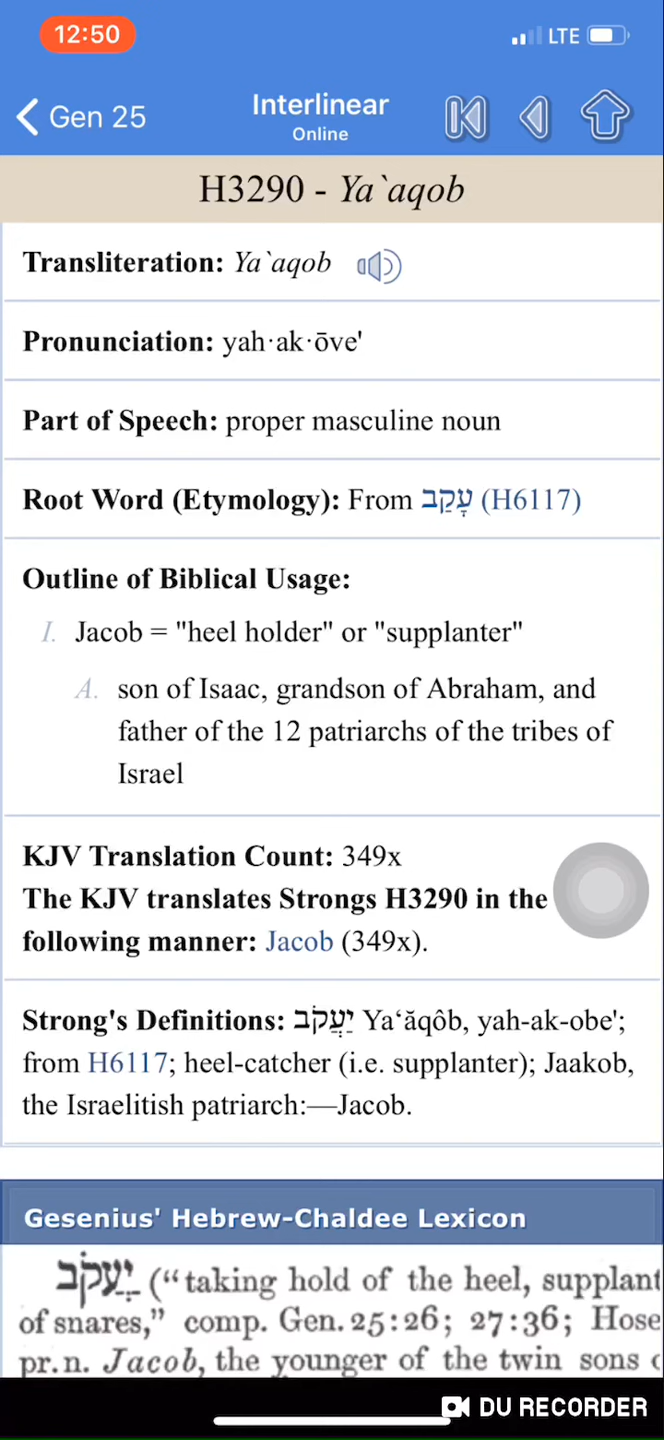 12:50
LTE
Gen 25
Interlinear
Online
H3290 - Ya`aqob
Transliteration: Ya`aqob
Pronunciation: yah·ak·ōve'
Part of Speech: proper masculine noun
Root Word (Etymology): From עָקַב (H6117)
Outline of Biblical Usage:
I. Jacob = "heel holder" or "supplanter"
A. son of Isaac, grandson of Abraham, and
father of the 12 patriarchs of the tribes of
Israel
KJV Translation Count: 349x
The KJV translates Strongs H3290 in the
following manner: Jacob (349x).
Strong's Definitions: יַעֲקֹב Yaʻăqôb, yah-ak-obe';
from H6117; heel-catcher (i.e. supplanter); Jaakob,
the Israelitish patriarch:—Jacob.
Gesenius' Hebrew-Chaldee Lexicon
יַעֲקֹב (“taking hold of the heel, supplant
of snares,” comp. Gen. 25:26; 27:36; Hose
pr.n. Jacob, the younger of the twin sons
DU RECORDER